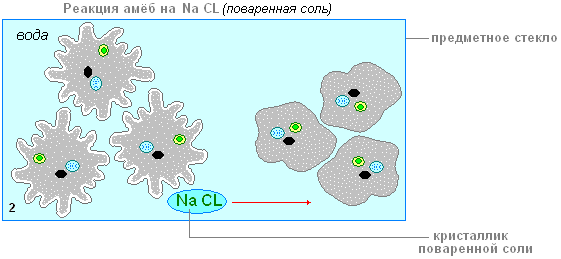 Реакция амёб на Na CL (поваренная соль)
вода
предметное стекло
2
Na CL
кристаллик
поваренной соли